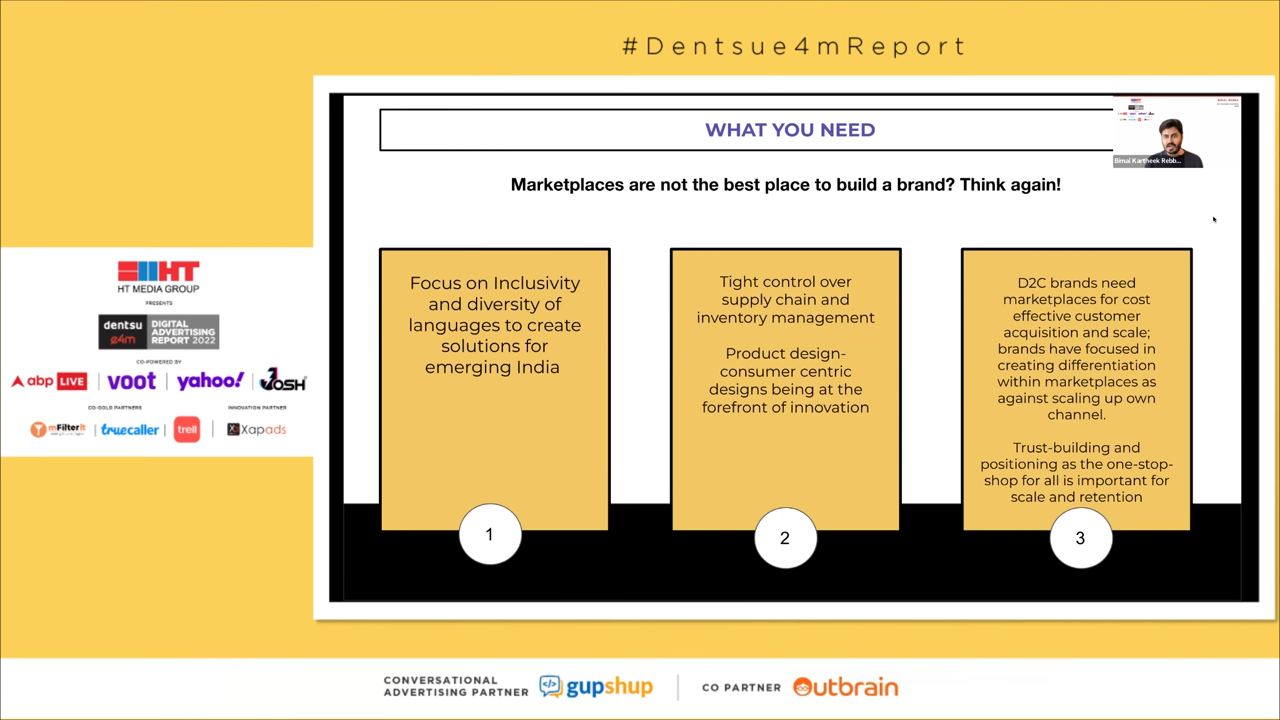 #Dentsue4mReport
WHAT YOU NEED
Bimal Kartheek Rebb...
Marketplaces are not the best place to build a brand? Think again!
Focus on Inclusivity
and diversity of
languages to create
solutions for
emerging India
1
Tight control over
supply chain and
inventory management
Product design-
consumer centric
designs being at the
forefront of innovation
2
D2C brands need
marketplaces for cost
effective customer
acquisition and scale;
brands have focused in
creating differentiation
within marketplaces as
against scaling up own
channel.
Trust-building and
positioning as the one-stop-
shop for all is important for
scale and retention
3
HT
HT MEDIA GROUP
PRESENTS
dentsu
e4m
DIGITAL
ADVERTISING
REPORT 2022
CO-POWERED BY
abp LIVE
VOOT
yahoo!
JOSH
CO-GOLD PARTNERS
INNOVATION PARTNER
mFilterIt
truecaller
trell
Xapads
CONVERSATIONAL
ADVERTISING PARTNER
gupshup
CO PARTNER
Outbrain